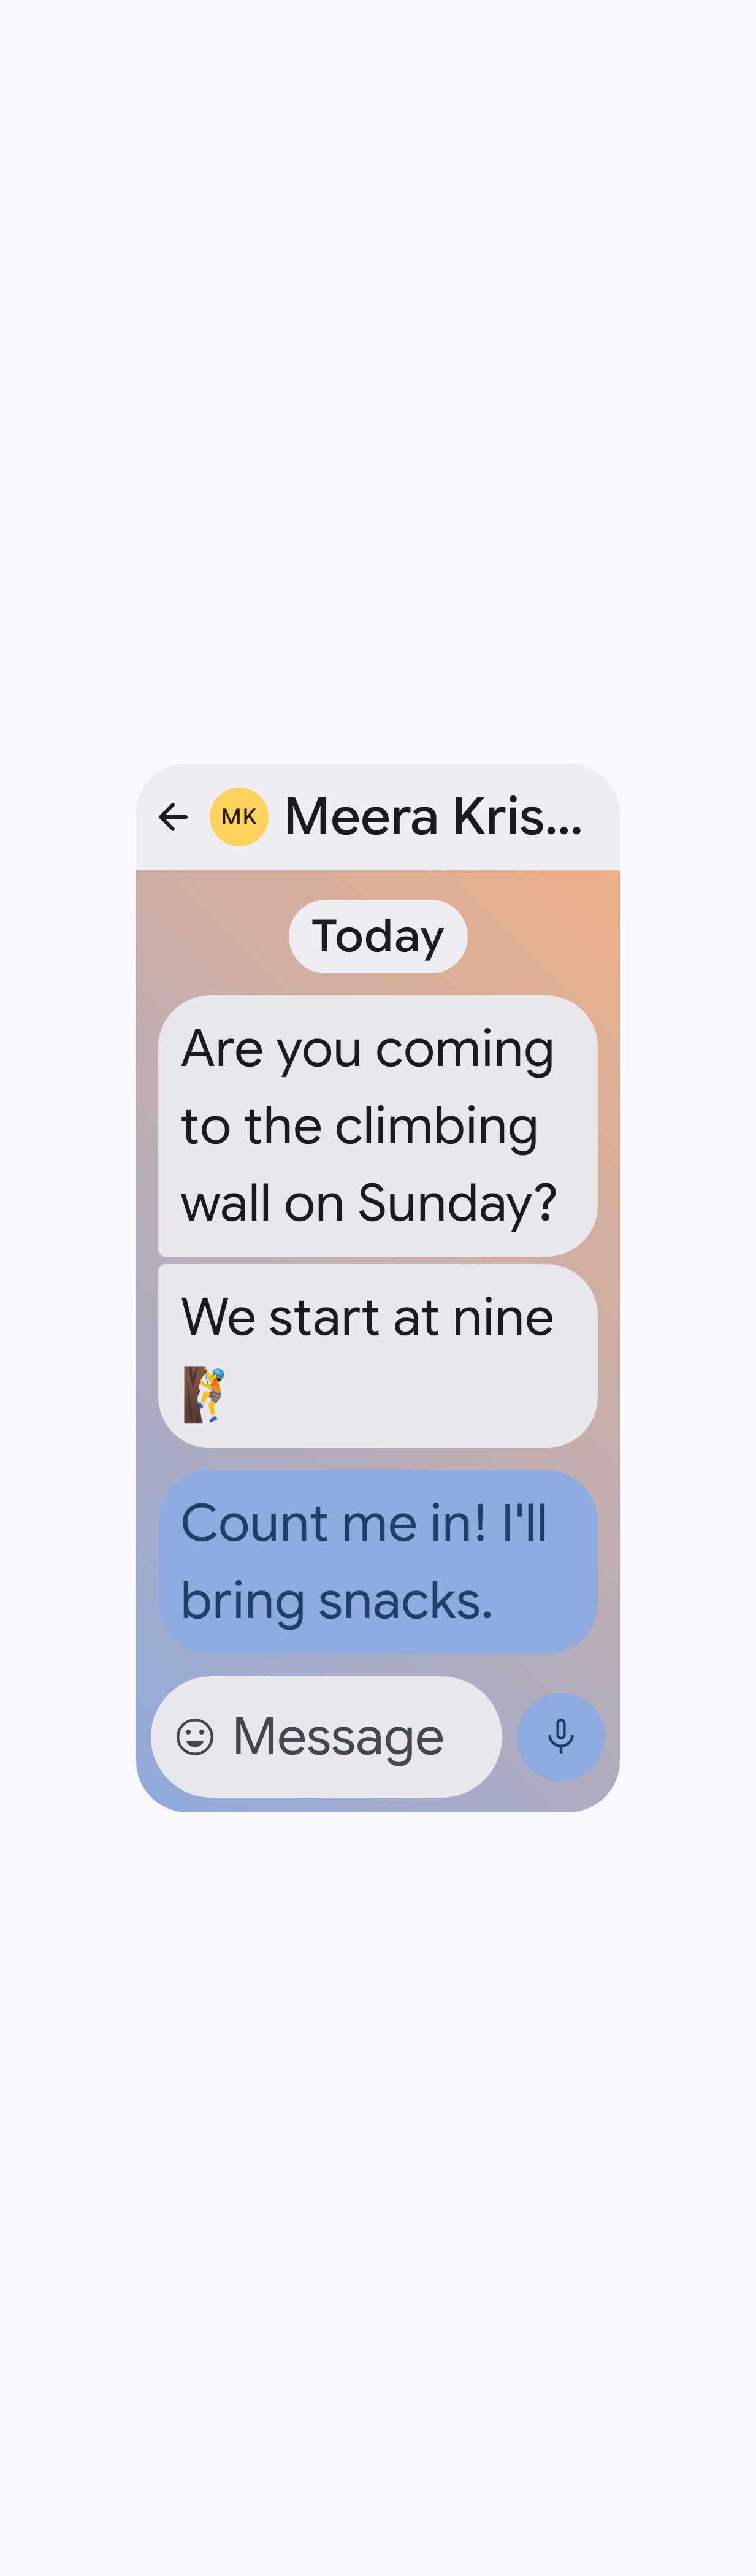 MK Meera Kris...
Today
Are you coming
to the climbing
wall on Sunday?
We start at nine
🧗
Count me in! I'll
bring snacks.
Message